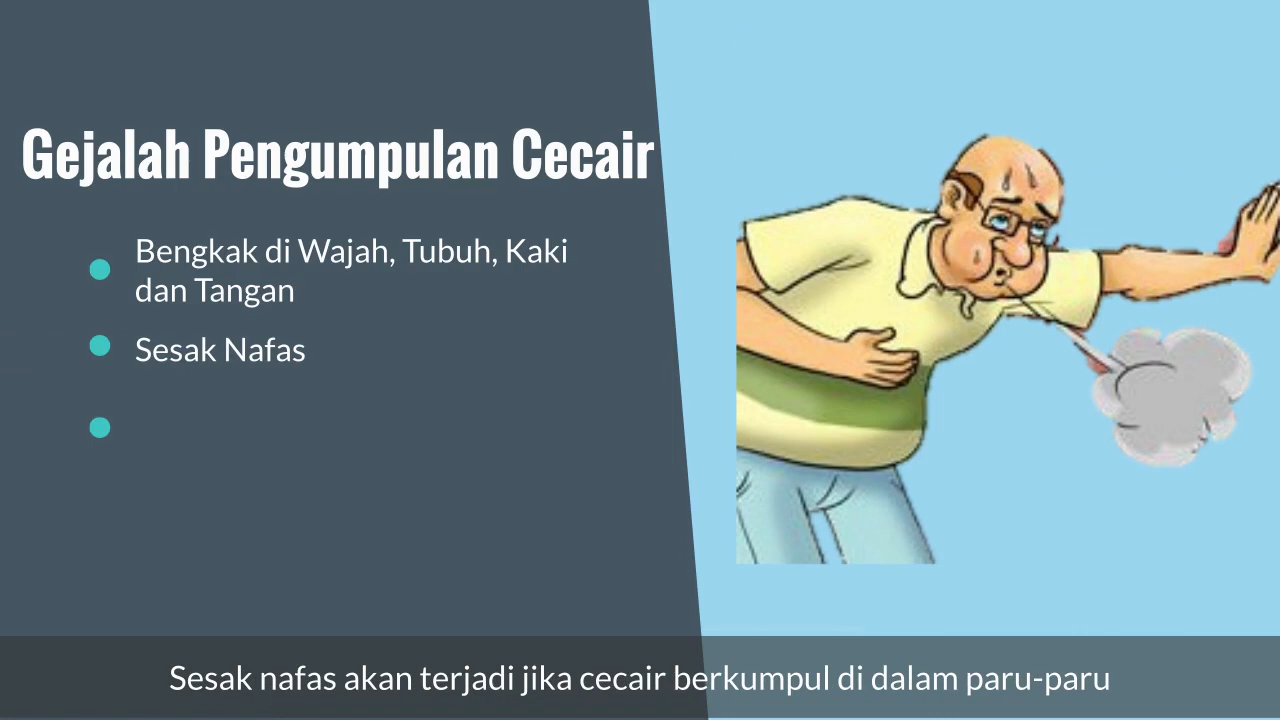 Gejalah Pengumpulan Cecair
Bengkak di Wajah, Tubuh, Kaki
dan Tangan
Sesak Nafas
Sesak nafas akan terjadi jika cecair berkumpul di dalam paru-paru